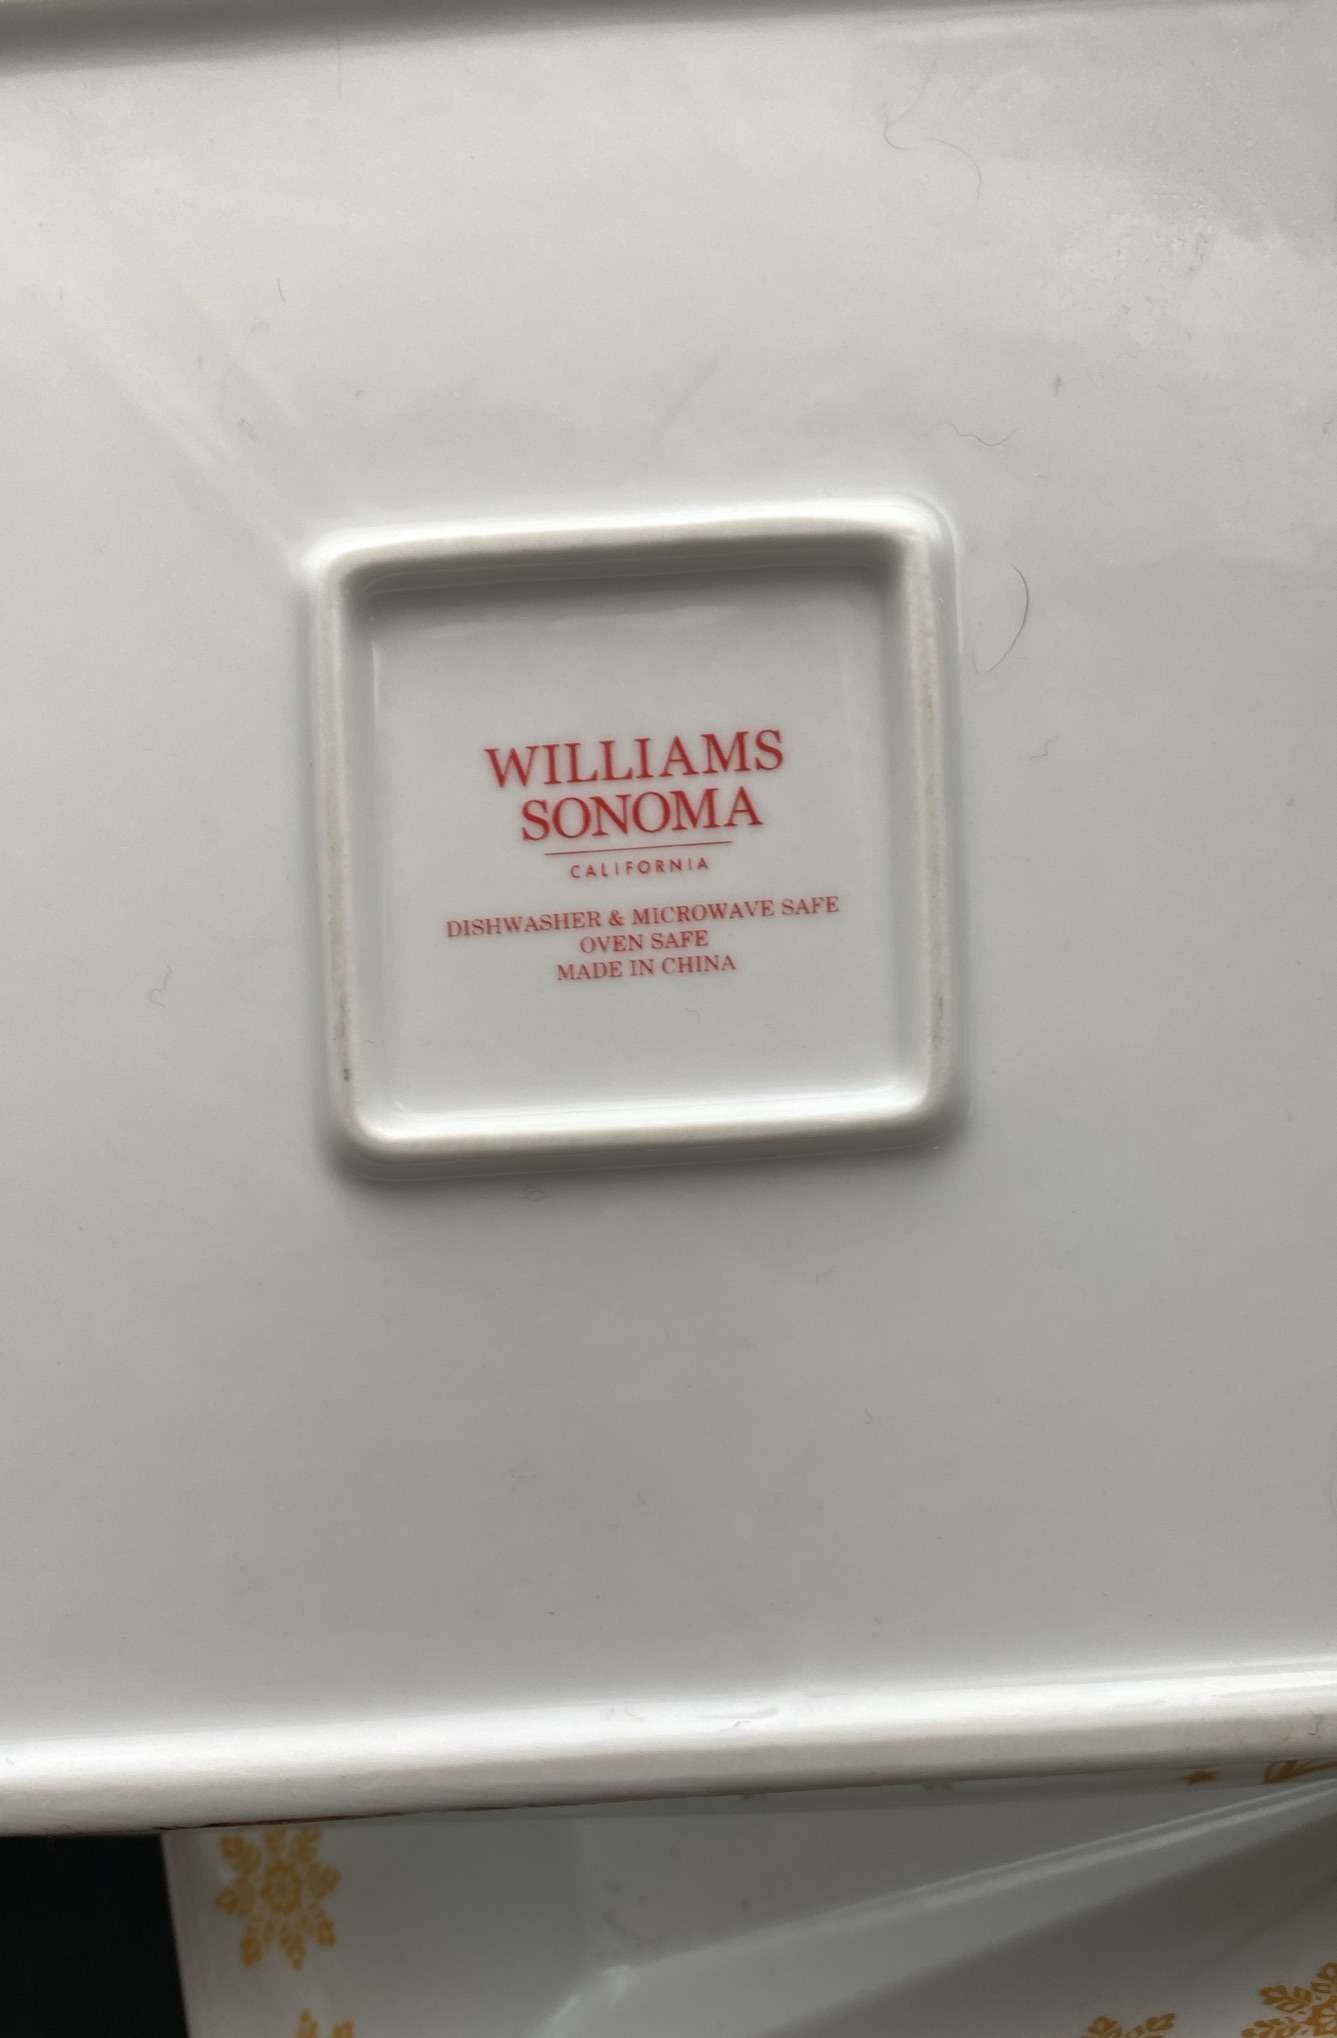 WILLIAMS
SONOMA
CALIFORNIA
DISHWASHER & MICROWAVE SAFE
OVEN SAFE
MADE IN CHINA